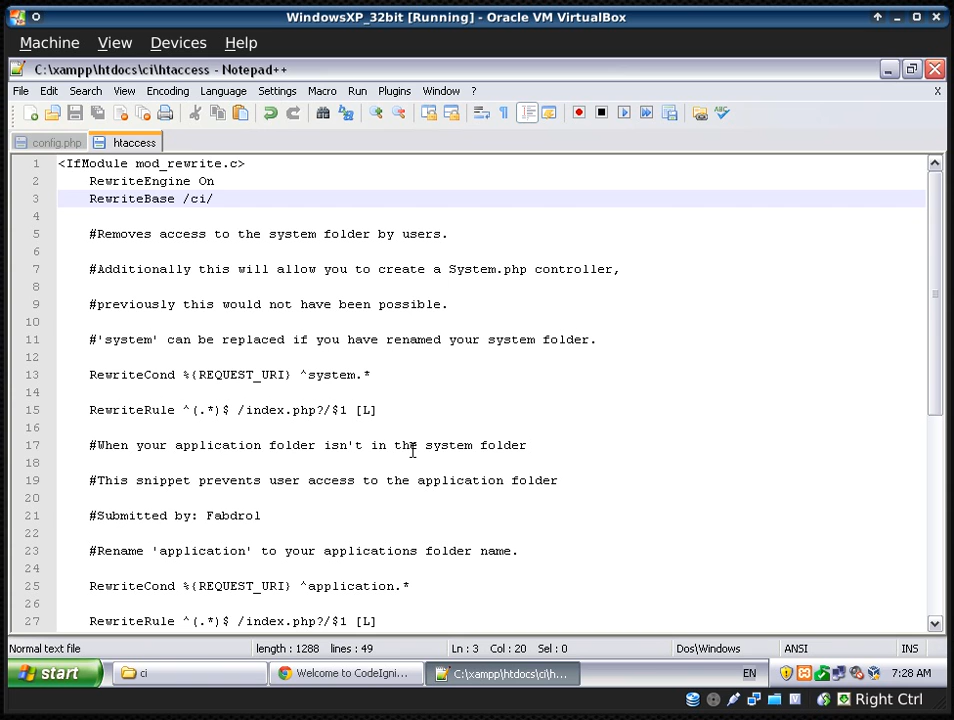 WindowsXP_32bit [Running] - Oracle VM VirtualBox
Machine View Devices Help
C:\xampp\htdocs\ci\htaccess - Notepad++
File Edit Search View Encoding Language Settings Macro Run Plugins Window ? X
config.php htaccess
1 <IfModule mod_rewrite.c>
2 RewriteEngine On
3 RewriteBase /ci/
4
5 #Removes access to the system folder by users.
6
7 #Additionally this will allow you to create a System.php controller,
8
9 #previously this would not have been possible.
10
11 #'system' can be replaced if you have renamed your system folder.
12
13 RewriteCond %{REQUEST_URI} ^system.*
14
15 RewriteRule ^(.*)$ /index.php?/$1 [L]
16
17 #When your application folder isn't in the system folder
18
19 #This snippet prevents user access to the application folder
20
21 #Submitted by: Fabdrol
22
23 #Rename 'application' to your applications folder name.
24
25 RewriteCond %{REQUEST_URI} ^application.*
26
27 RewriteRule ^(.*)$ /index.php?/$1 [L]
Normal text file length : 1288 lines : 49 Ln : 3 Col : 20 Sel : 0 Dos\Windows ANSI INS
start ci Welcome to CodeIgni... C:\xampp\htdocs\ci\h... EN 7:28 AM
Right Ctrl